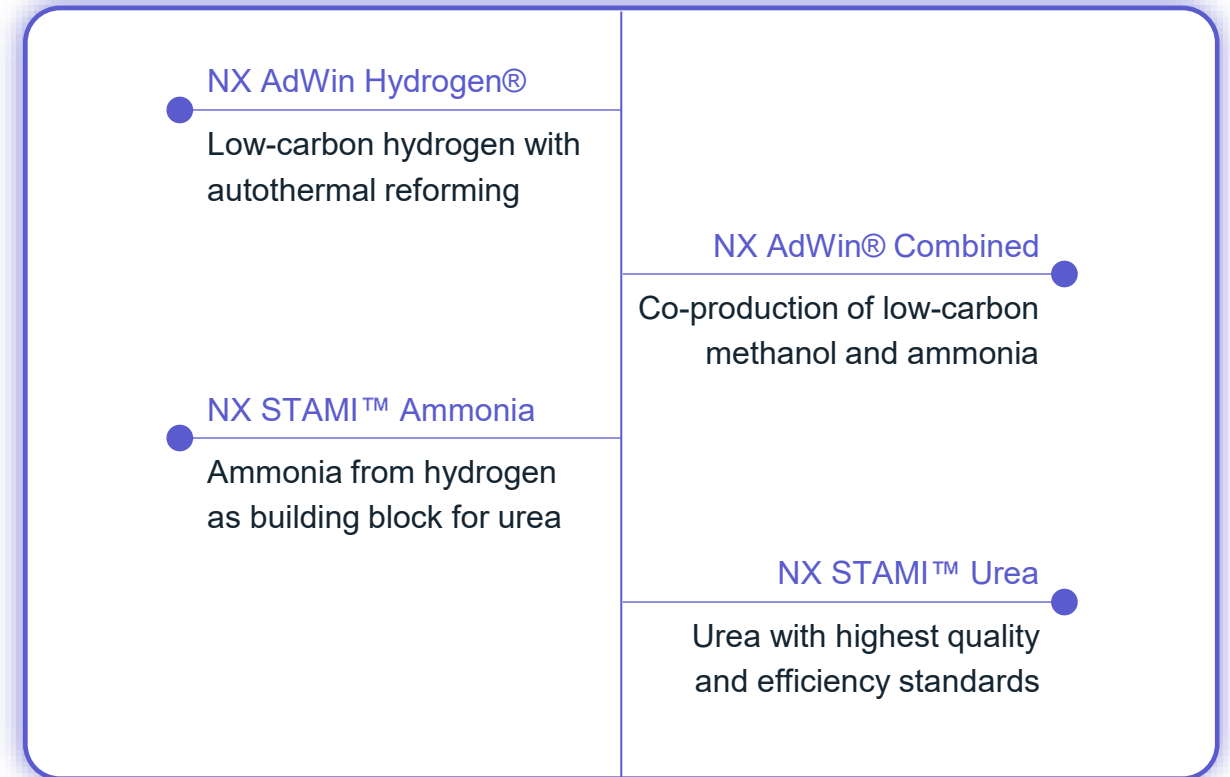 NX AdWin Hydrogen®
Low-carbon hydrogen with
autothermal reforming
NX AdWin® Combined
Co-production of low-carbon
methanol and ammonia
NX STAMI™ Ammonia
Ammonia from hydrogen
as building block for urea
NX STAMI™ Urea
Urea with highest quality
and efficiency standards